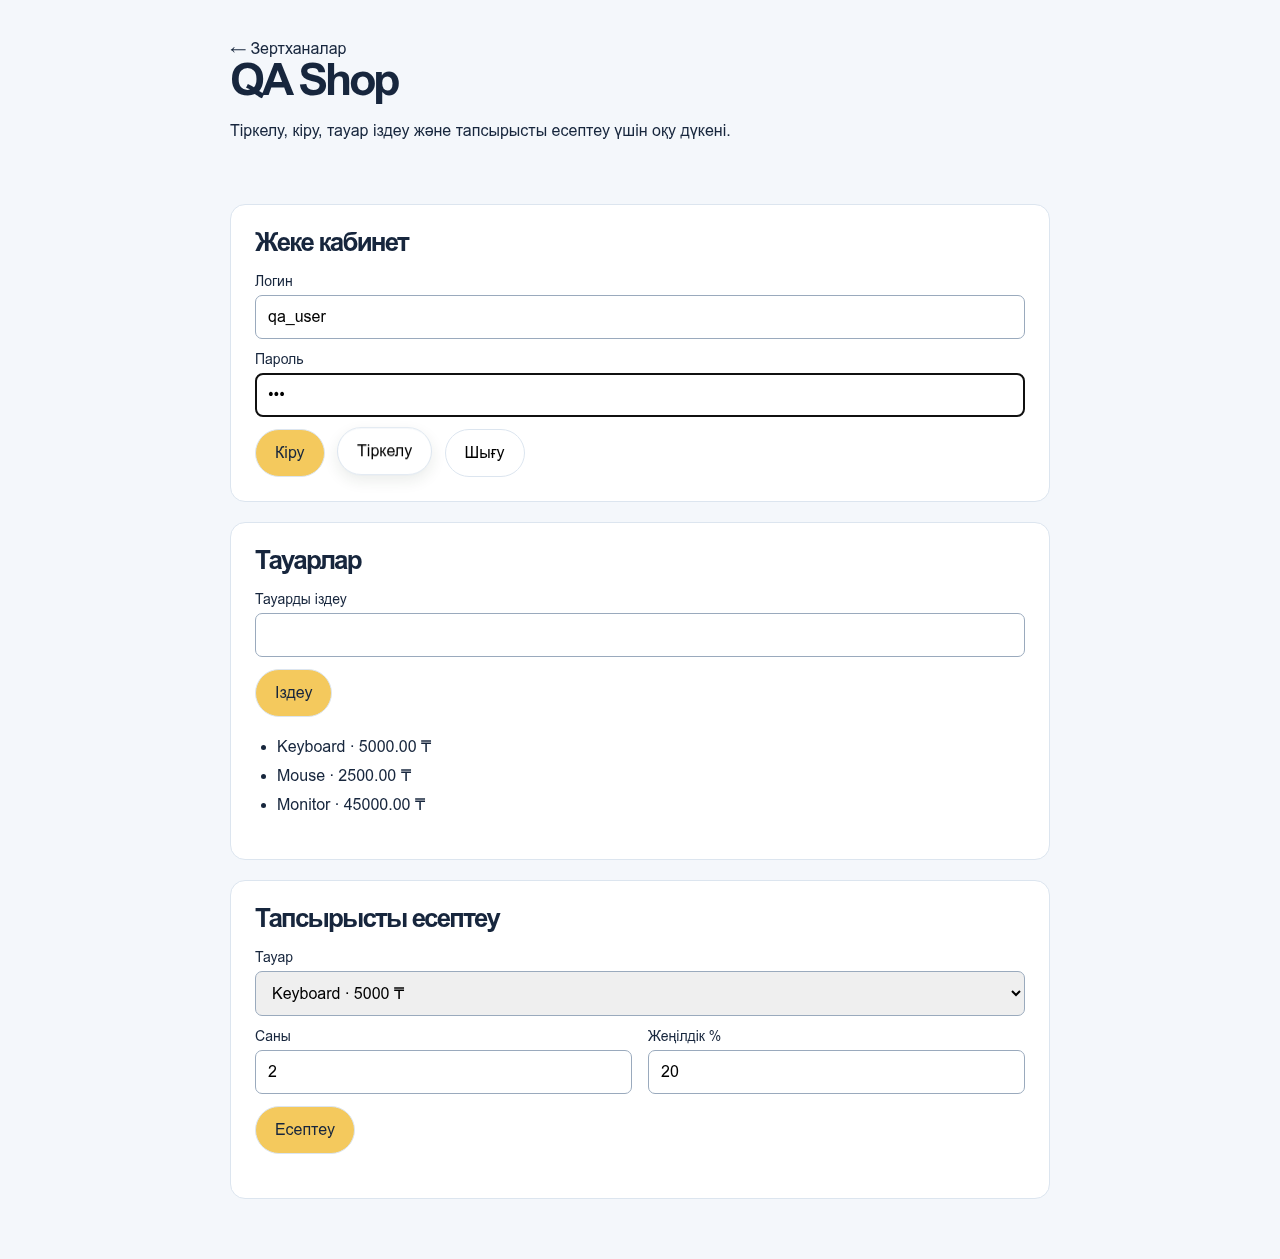 ← Зертханалар
QA Shop
Тіркелу, кіру, тауар іздеу және тапсырысты есептеу үшін оқу дүкені.
Жеке кабинет
Логин
qa_user
Пароль
•••
Кіру Тіркелу Шығу
Тауарлар
Тауарды іздеу
Іздеу
• Keyboard · 5000.00 ₸
• Mouse · 2500.00 ₸
• Monitor · 45000.00 ₸
Тапсырысты есептеу
Тауар
Keyboard · 5000 ₸
Саны Жеңілдік %
2 20
Есептеу